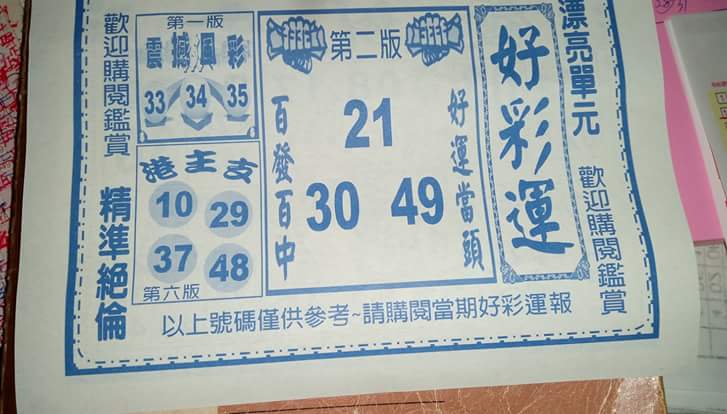 漂亮單元
歡迎購閱鑑賞
好彩運
第二版
好運當頭
21
30 49
百發百中
第一版
震撼風彩
33 34 35
港主支
10 29
37 48
第六版
歡迎購閱鑑賞
精準絕倫
以上號碼僅供參考~請購閱當期好彩運報
28/31